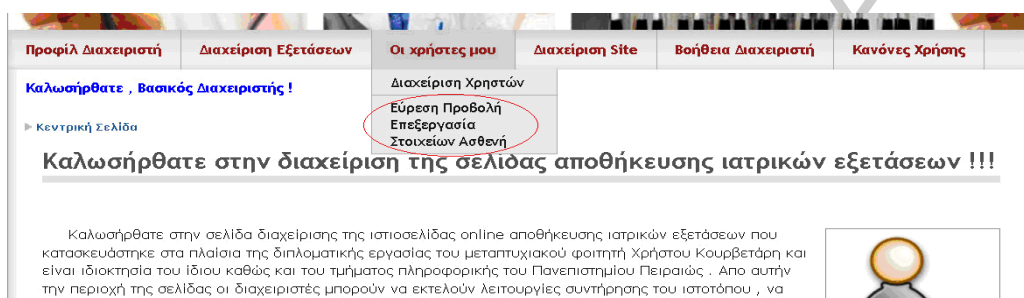 Προφίλ Διαχειριστή Διαχείριση Εξετάσεων Οι χρήστες μου Διαχείριση Site Βοήθεια Διαχειριστή Κανόνες Χρήσης
Διαχείριση Χρηστών
Καλωσήρθατε , Βασικός Διαχειριστής !
Εύρεση Προβολή
Επεξεργασία
Στοιχείων Ασθενή
Κεντρική Σελίδα
Καλωσήρθατε στην διαχείριση της σελίδας αποθήκευσης ιατρικών εξετάσεων !!!
Καλωσήρθατε στην σελίδα διαχείρισης της ιστιοσελίδας online αποθήκευσης ιατρικών εξετάσεων που
κατασκευάστηκε στα πλαίσια της διπλοματικής εργασίας του μεταπτυχιακού φοιτητή Χρήστου Κουρβετάρη και
είναι ιδιοκτησία του ίδιου καθώς και του τμήματος πληροφορικής του Πανεπιστημίου Πειραιώς . Απο αυτήν
την περιοχή της σελίδας οι διαχειριστές μπορούν να εκτελούν λειτουργίες συντήρησης του ιστοτόπου , να